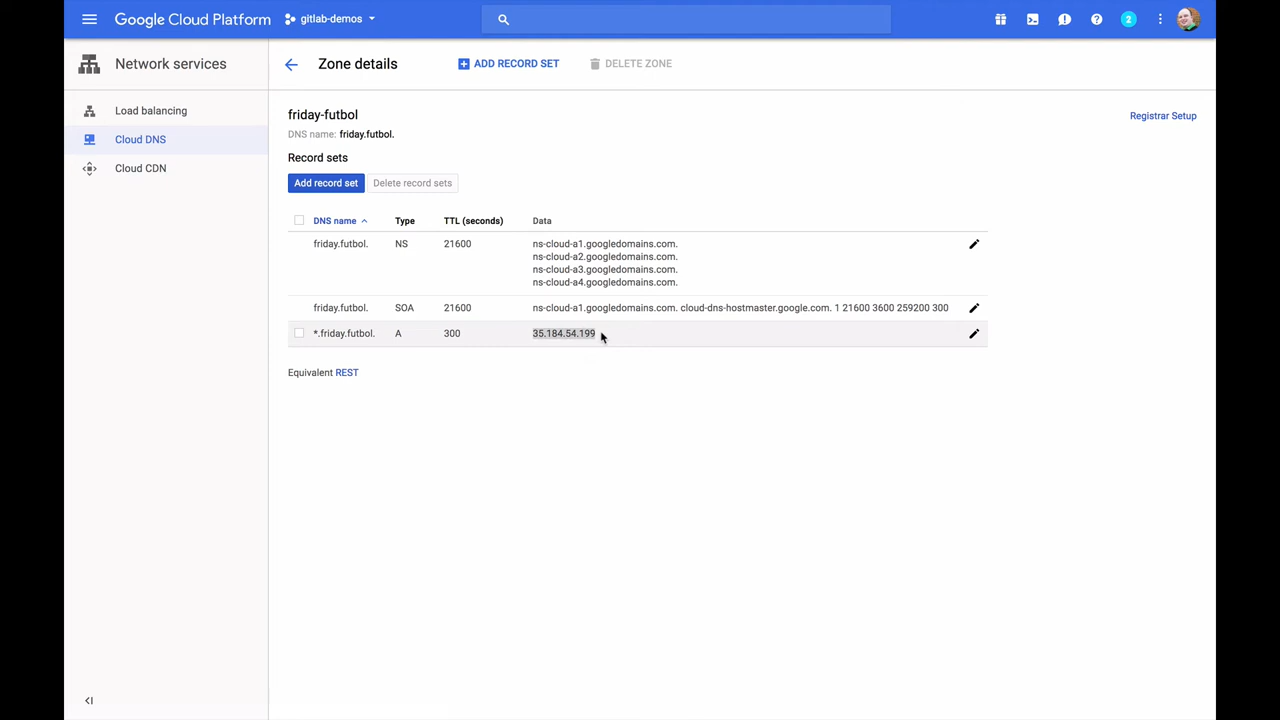 Google Cloud Platform
gitlab-demos
2
Network services
Zone details
ADD RECORD SET
DELETE ZONE
Load balancing
Cloud DNS
Cloud CDN
friday-futbol
Registrar Setup
DNS name: friday.futbol.
Record sets
Add record set
Delete record sets
DNS name Type TTL (seconds) Data
friday.futbol. NS 21600 ns-cloud-a1.googledomains.com.
ns-cloud-a2.googledomains.com.
ns-cloud-a3.googledomains.com.
ns-cloud-a4.googledomains.com.
friday.futbol. SOA 21600 ns-cloud-a1.googledomains.com. cloud-dns-hostmaster.google.com. 1 21600 3600 259200 300
*.friday.futbol. A 300 35.184.54.199
Equivalent REST